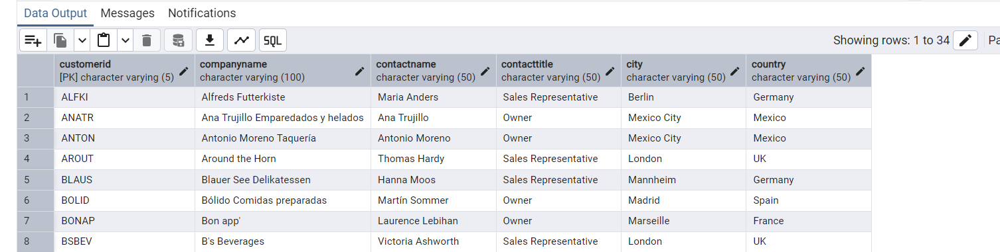 Data Output Messages Notifications
SQL Showing rows: 1 to 34 Pa
customerid companyname contactname contacttitle city country
[PK] character varying (5) character varying (100) character varying (50) character varying (50) character varying (50) character varying (50)
1 ALFKI Alfreds Futterkiste Maria Anders Sales Representative Berlin Germany
2 ANATR Ana Trujillo Emparedados y helados Ana Trujillo Owner Mexico City Mexico
3 ANTON Antonio Moreno Taquería Antonio Moreno Owner Mexico City Mexico
4 AROUT Around the Horn Thomas Hardy Sales Representative London UK
5 BLAUS Blauer See Delikatessen Hanna Moos Sales Representative Mannheim Germany
6 BOLID Bólido Comidas preparadas Martín Sommer Owner Madrid Spain
7 BONAP Bon app' Laurence Lebihan Owner Marseille France
8 BSBEV B's Beverages Victoria Ashworth Sales Representative London UK